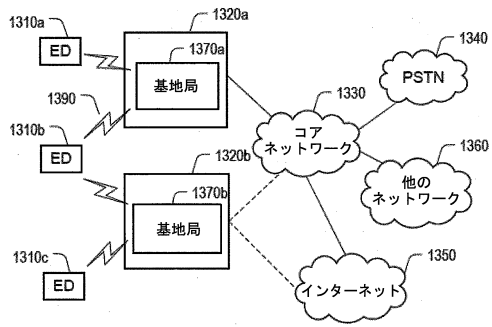 1310a
ED
1320a
1370a
基地局
1390
1310b
ED
1320b
1370b
基地局
1310c
ED
1330
コア
ネットワーク
1340
PSTN
1360
他の
ネットワーク
1350
インターネット